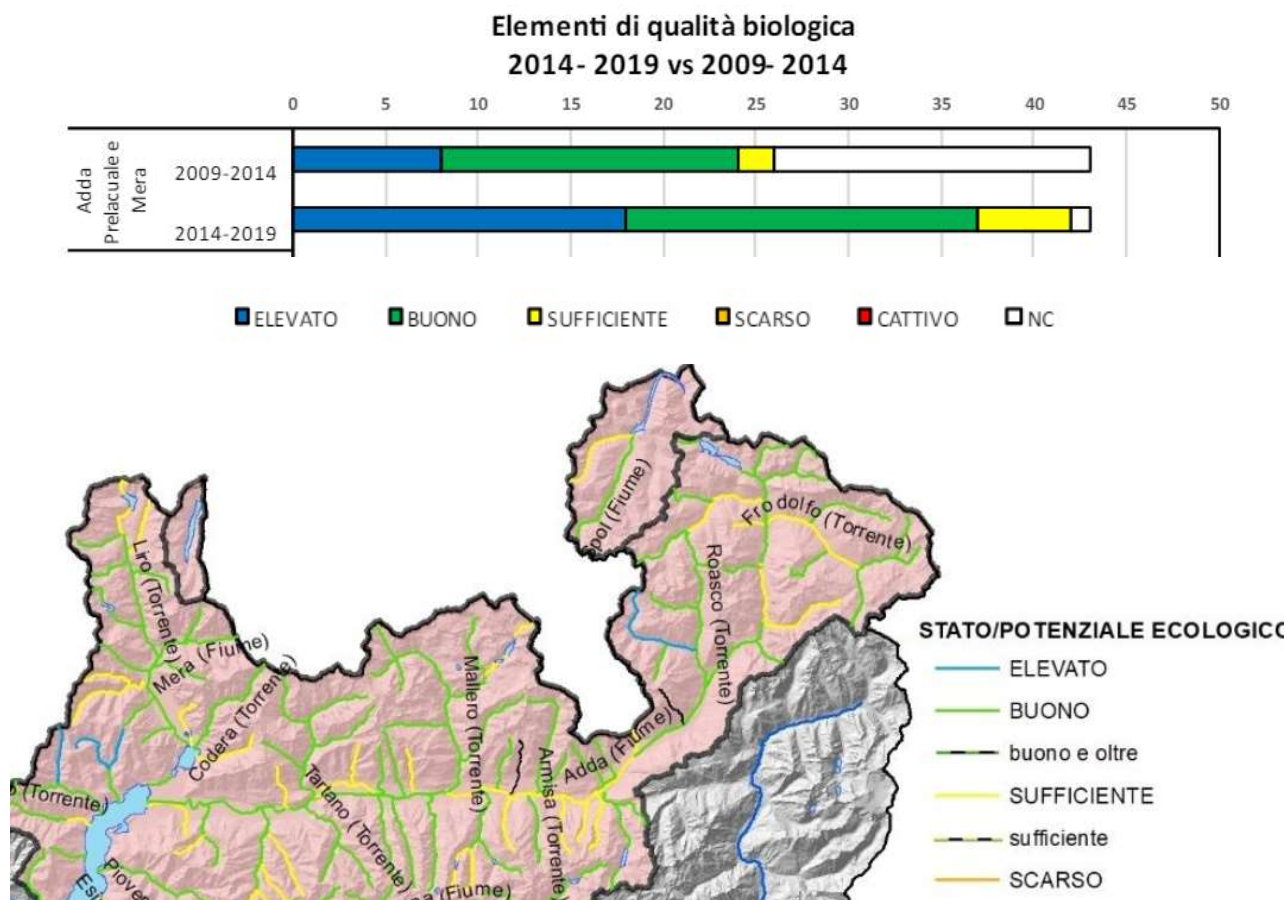 Elementi di qualità biologica
2014- 2019 vs 2009- 2014
0 5 10 15 20 25 30 35 40 45 50
Adda
Prelacuale e
Mera
2009-2014
2014-2019
ELEVATO BUONO SUFFICIENTE SCARSO CATTIVO NC
Spol (Fiume)
Frodolfo (Torrente)
Liro (Torrente)
Roasco (Torrente)
Mera (Fiume)
Codera (Torrente)
Mallero (Torrente)
Adda (Fiume)
Armisa (Torrente)
Tartano (Torrente)
(Torrente)
(Fiume)
STATO/POTENZIALE ECOLOGICO
ELEVATO
BUONO
buono e oltre
SUFFICIENTE
sufficiente
SCARSO